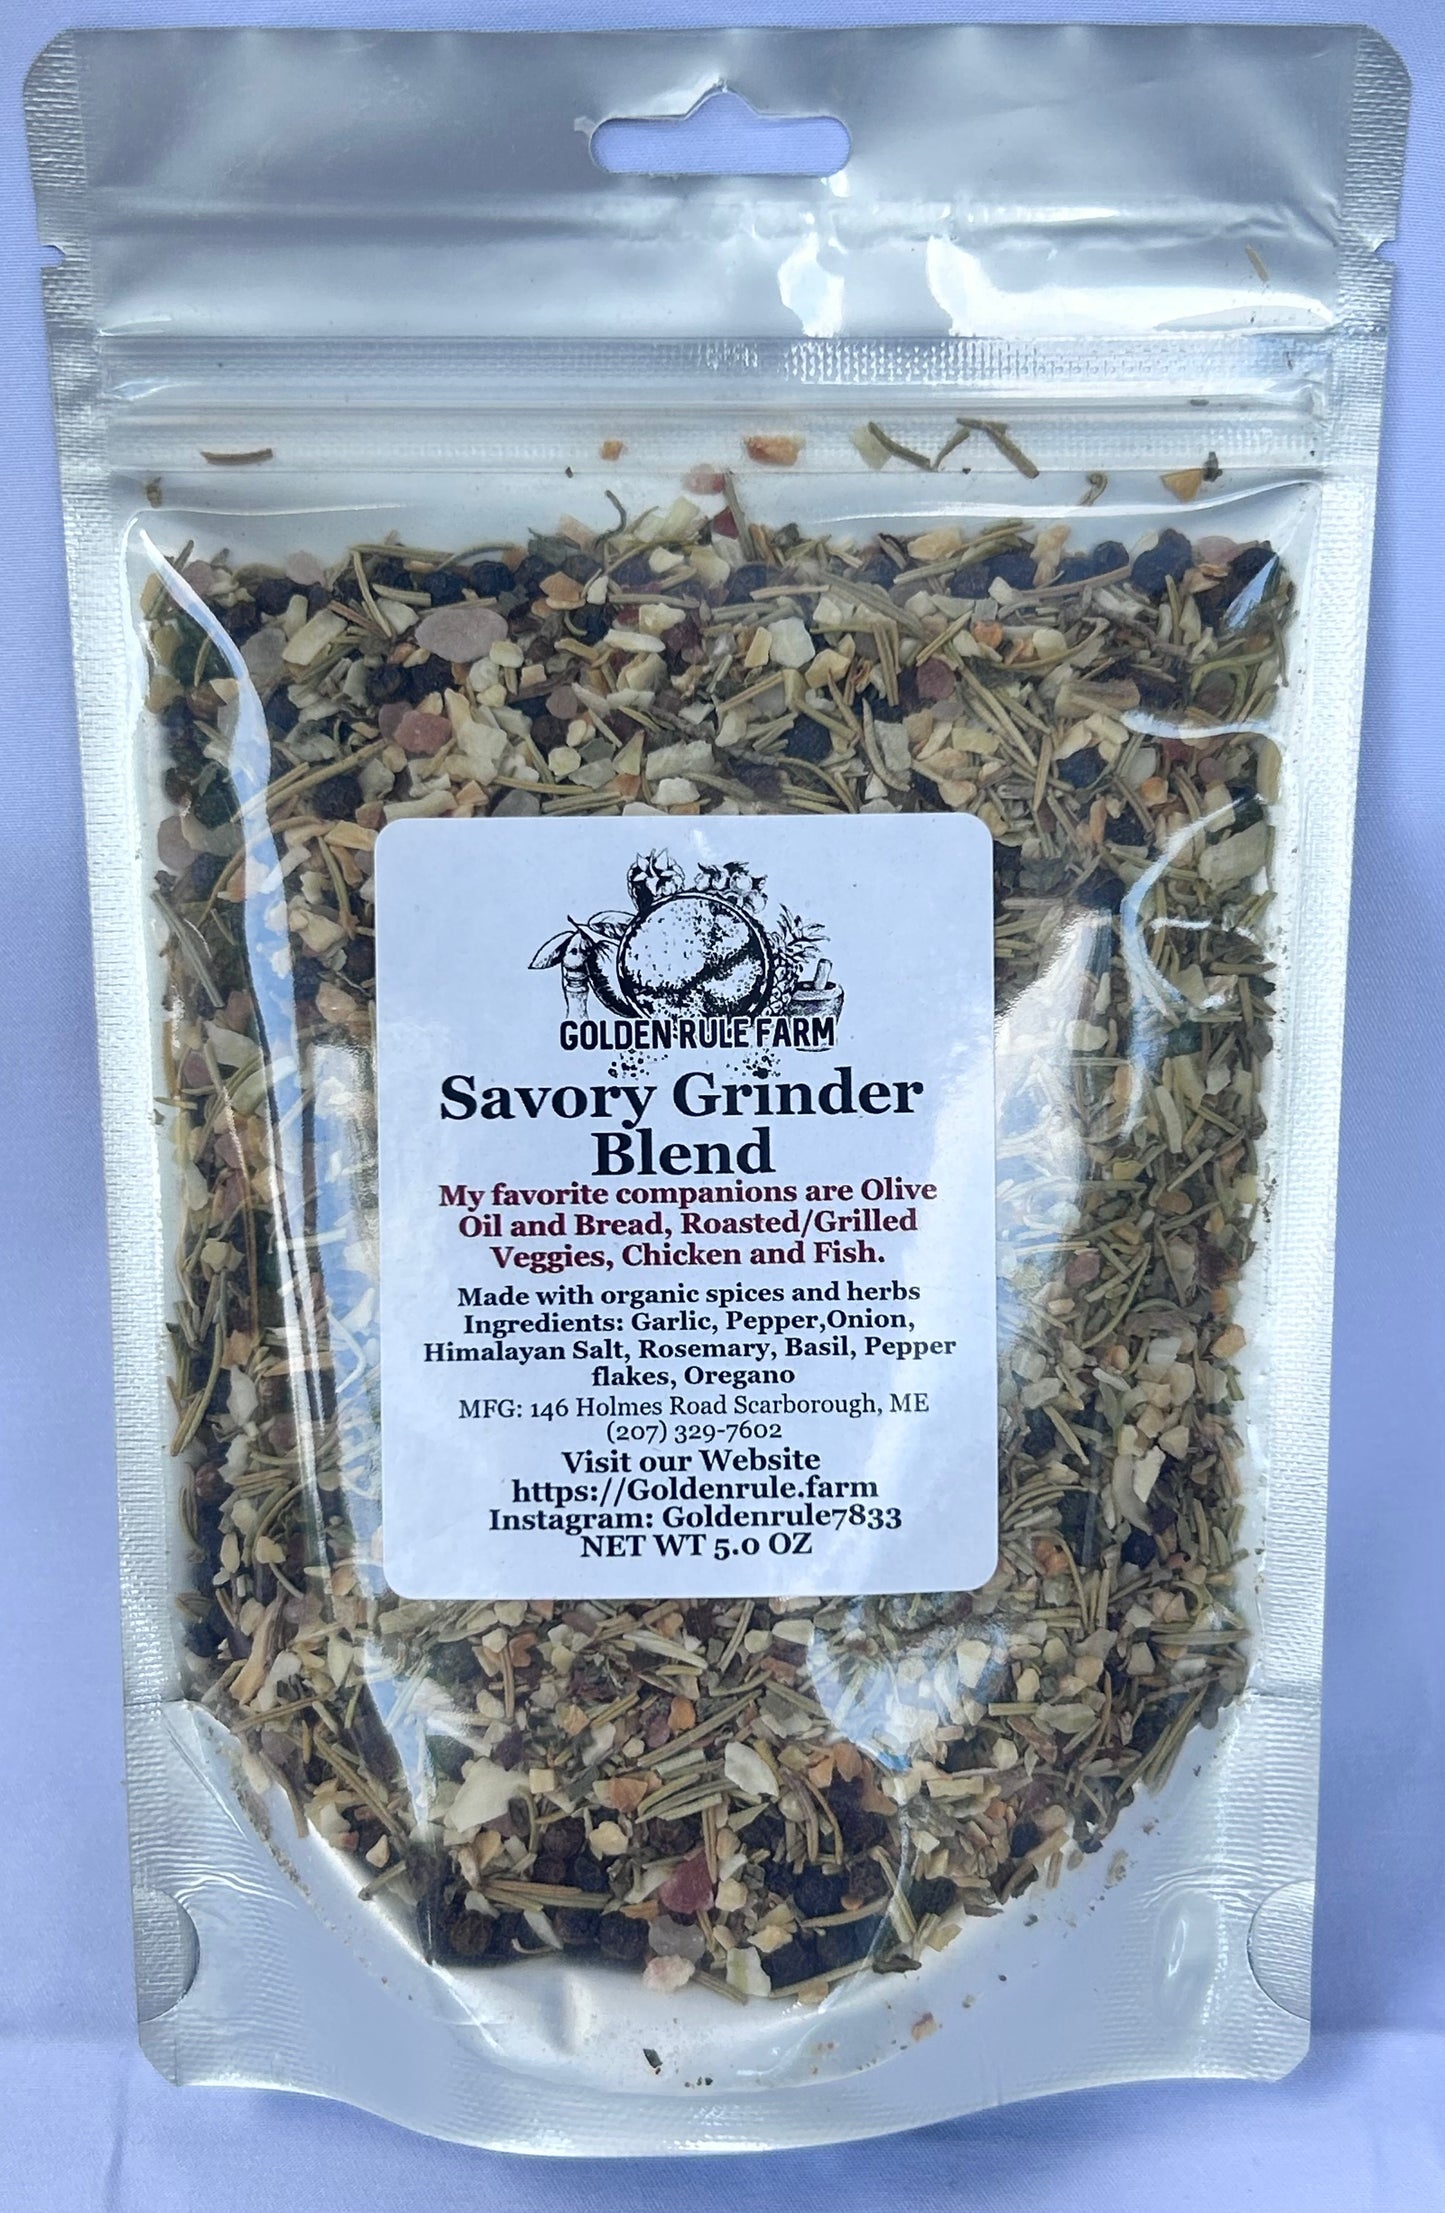 GOLDEN RULE FARM
Savory Grinder
Blend
My favorite companions are Olive
Oil and Bread, Roasted/Grilled
Veggies, Chicken and Fish.
Made with organic spices and herbs
Ingredients: Garlic, Pepper,Onion,
Himalayan Salt, Rosemary, Basil, Pepper
flakes, Oregano
MFG: 146 Holmes Road Scarborough, ME
(207) 329-7602
Visit our Website
https://Goldenrule.farm
Instagram: Goldenrule7833
NET WT 5.0 OZ